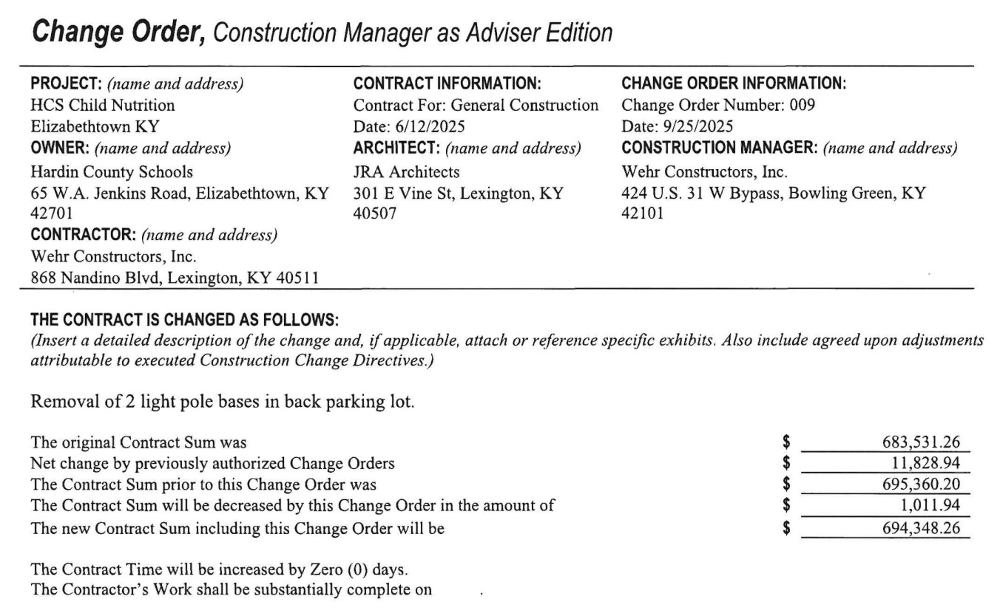 Change Order, Construction Manager as Adviser Edition
PROJECT: (name and address)
HCS Child Nutrition
Elizabethtown KY
OWNER: (name and address)
Hardin County Schools
65 W.A. Jenkins Road, Elizabethtown, KY
42701
CONTRACTOR: (name and address)
Wehr Constructors, Inc.
868 Nandino Blvd, Lexington, KY 40511
CONTRACT INFORMATION:
Contract For: General Construction
Date: 6/12/2025
ARCHITECT: (name and address)
JRA Architects
301 E Vine St, Lexington, KY
40507
CHANGE ORDER INFORMATION:
Change Order Number: 009
Date: 9/25/2025
CONSTRUCTION MANAGER: (name and address)
Wehr Constructors, Inc.
424 U.S. 31 W Bypass, Bowling Green, KY
42101
THE CONTRACT IS CHANGED AS FOLLOWS:
(Insert a detailed description of the change and, if applicable, attach or reference specific exhibits. Also include agreed upon adjustments
attributable to executed Construction Change Directives.)
Removal of 2 light pole bases in back parking lot.
The original Contract Sum was $ 683,531.26
Net change by previously authorized Change Orders $ 11,828.94
The Contract Sum prior to this Change Order was $ 695,360.20
The Contract Sum will be decreased by this Change Order in the amount of $ 1,011.94
The new Contract Sum including this Change Order will be $ 694,348.26
The Contract Time will be increased by Zero (0) days.
The Contractor's Work shall be substantially complete on .